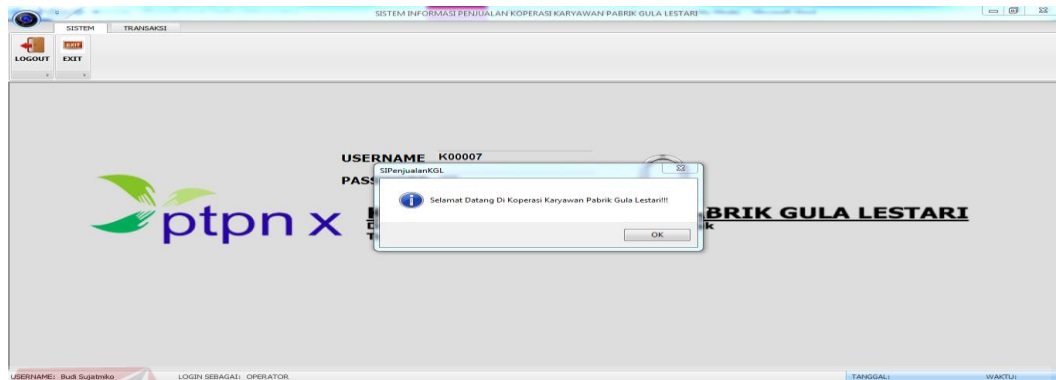 SISTEM INFORMASI PENJUALAN KOPERASI KARYAWAN PABRIK GULA LESTARI
SISTEM TRANSAKSI
LOGOUT EXIT
USERNAME K00007
PASS
SIPenjualanKGL
Selamat Datang Di Koperasi Karyawan Pabrik Gula Lestari!!!
OK
ptpn x
BRIK GULA LESTARI
USERNAME: Budi Sujatmiko LOGIN SEBAGAI: OPERATOR TANGGAL: WAKTU: